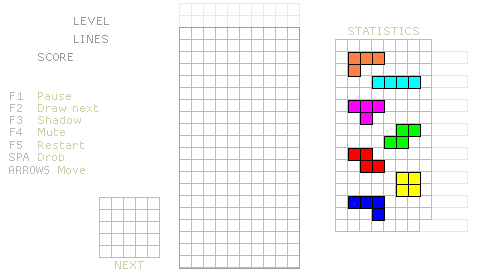 LEVEL
LINES
SCORE
STATISTICS
F1 Pause
F2 Draw next
F3 Shadow
F4 Mute
F5 Restart
SPA Drop
ARROWS Move
NEXT